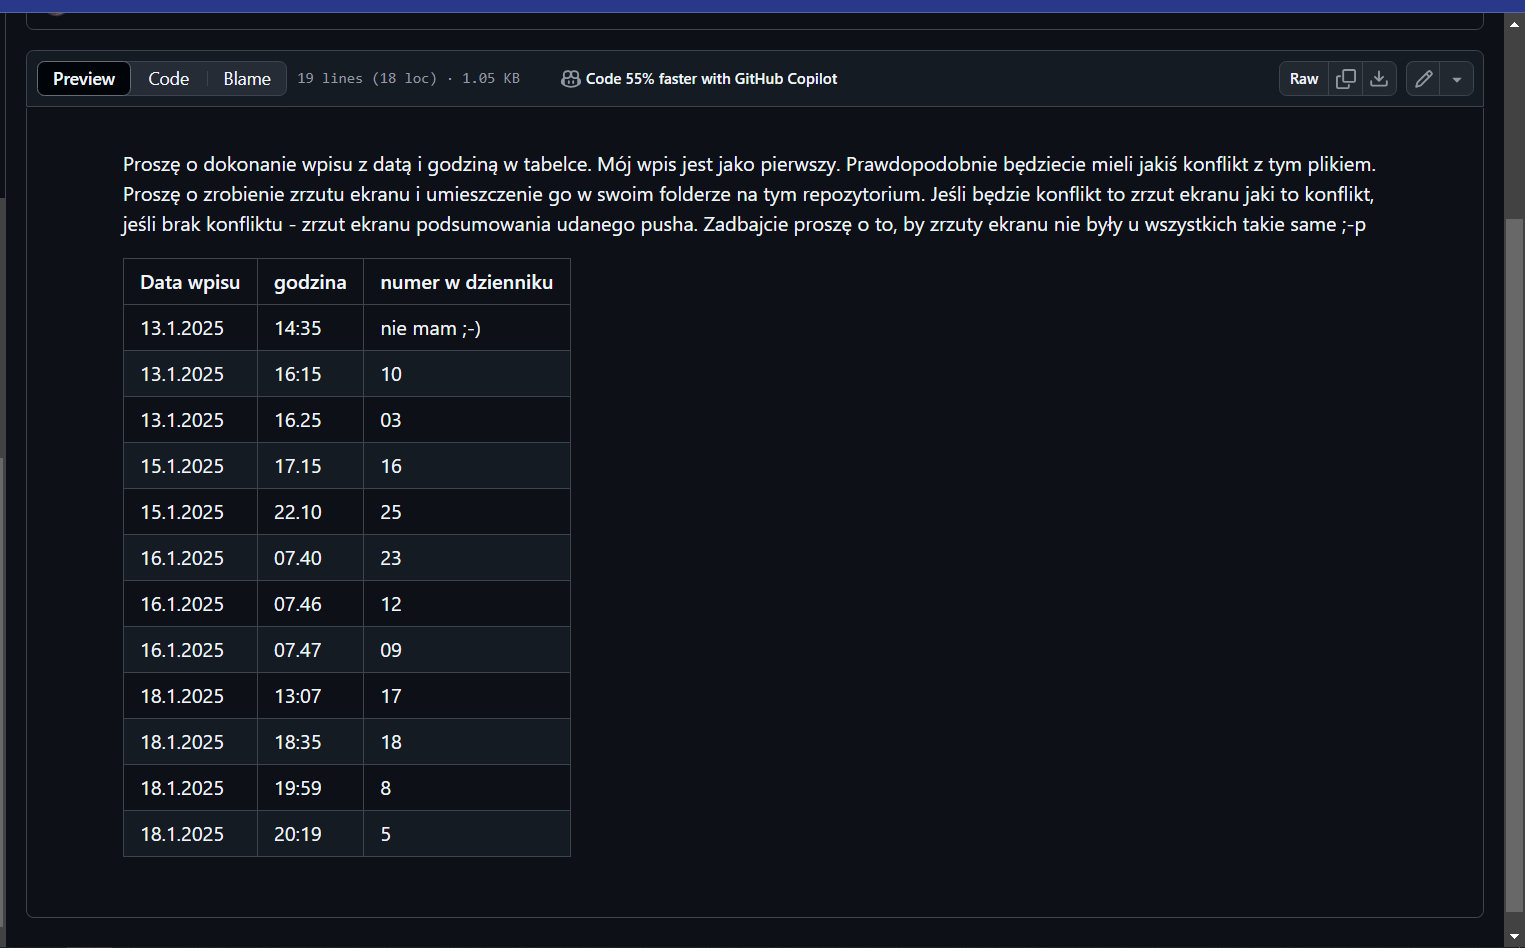 Preview Code Blame 19 lines (18 loc) · 1.05 KB Code 55% faster with GitHub Copilot Raw
Proszę o dokonanie wpisu z datą i godziną w tabelce. Mój wpis jest jako pierwszy. Prawdopodobnie będziecie mieli jakiś konflikt z tym plikiem.
Proszę o zrobienie zrzutu ekranu i umieszczenie go w swoim folderze na tym repozytorium. Jeśli będzie konflikt to zrzut ekranu jaki to konflikt,
jeśli brak konfliktu - zrzut ekranu podsumowania udanego pusha. Zadbajcie proszę o to, by zrzuty ekranu nie były u wszystkich takie same ;-p
Data wpisu godzina numer w dzienniku
13.1.2025 14:35 nie mam ;-)
13.1.2025 16:15 10
13.1.2025 16.25 03
15.1.2025 17.15 16
15.1.2025 22.10 25
16.1.2025 07.40 23
16.1.2025 07.46 12
16.1.2025 07.47 09
18.1.2025 13:07 17
18.1.2025 18:35 18
18.1.2025 19:59 8
18.1.2025 20:19 5